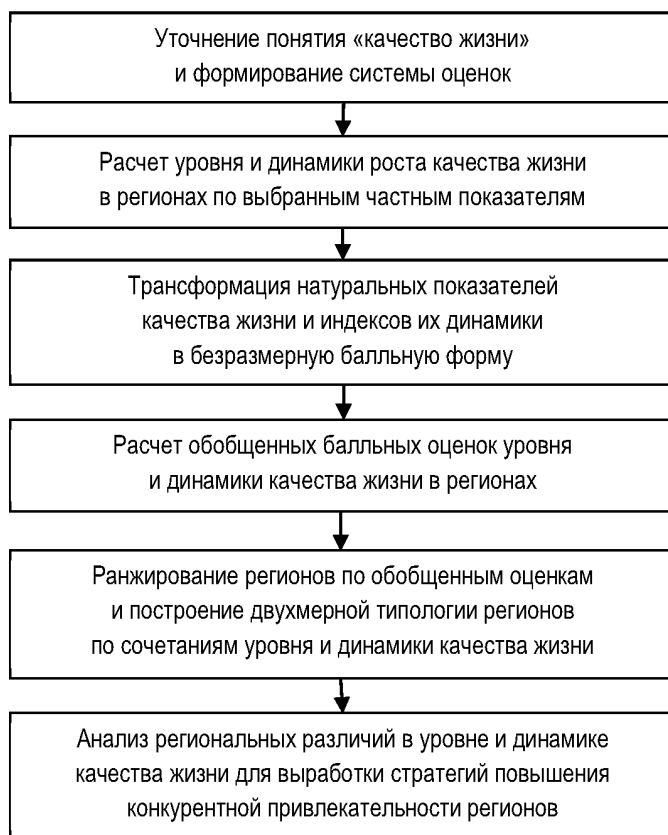 Уточнение понятия «качество жизни»
и формирование системы оценок
Расчет уровня и динамики роста качества жизни
в регионах по выбранным частным показателям
Трансформация натуральных показателей
качества жизни и индексов их динамики
в безразмерную балльную форму
Расчет обобщенных балльных оценок уровня
и динамики качества жизни в регионах
Ранжирование регионов по обобщенным оценкам
и построение двухмерной типологии регионов
по сочетаниям уровня и динамики качества жизни
Анализ региональных различий в уровне и динамике
качества жизни для выработки стратегий повышения
конкурентной привлекательности регионов